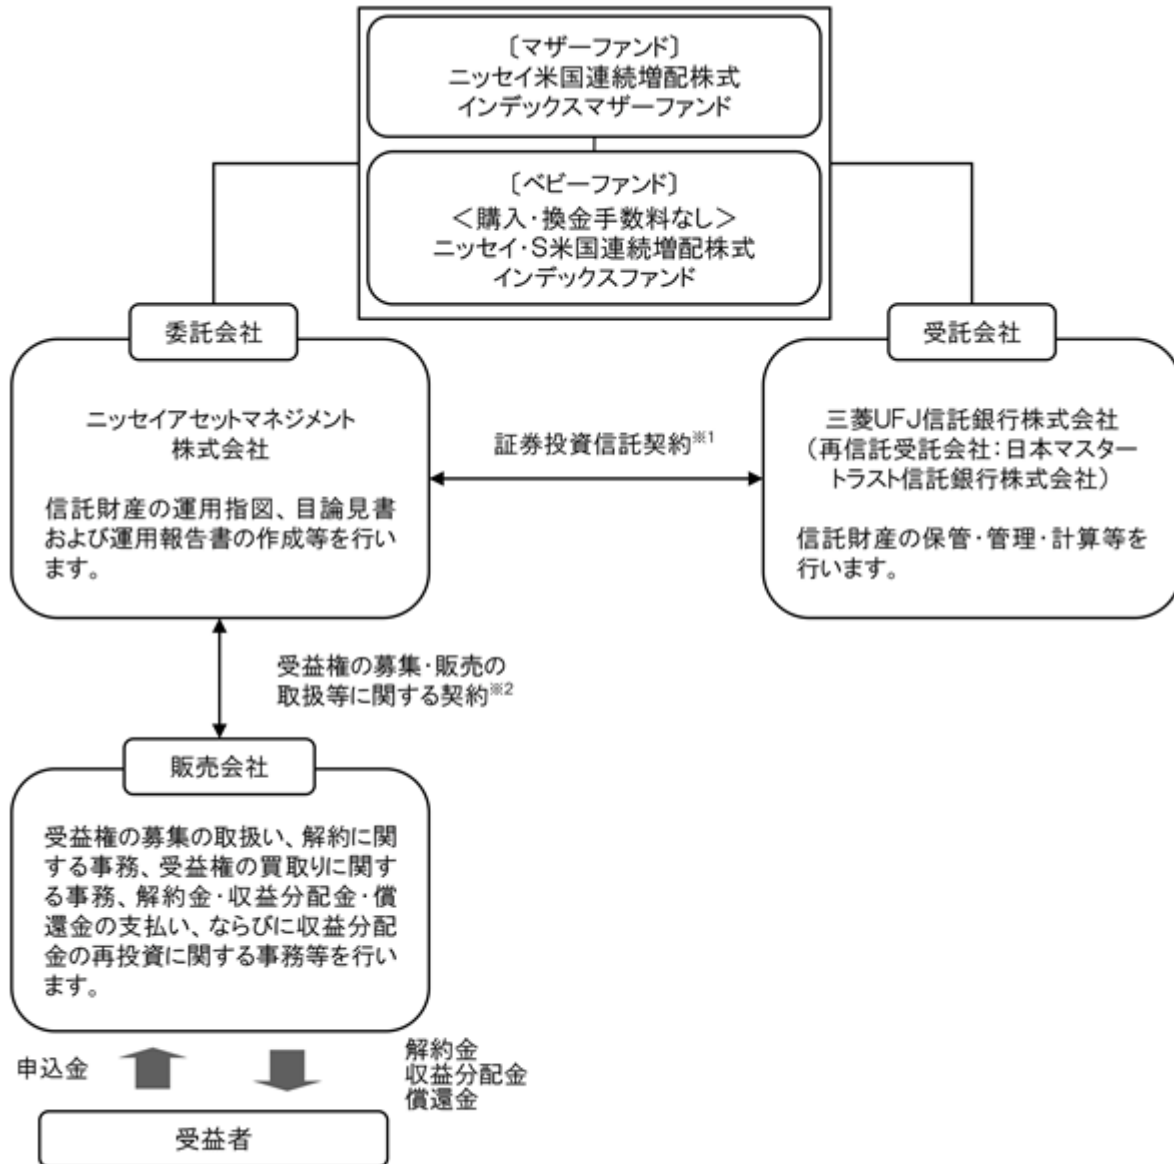 〔マザーファンド〕
ニッセイ米国連続増配株式
インデックスマザーファンド
〔ベビーファンド〕
＜購入・換金手数料なし＞
ニッセイ・S米国連続増配株式
インデックスファンド
委託会社
ニッセイアセットマネジメント
株式会社
信託財産の運用指図、目論見書
および運用報告書の作成等を行い
ます。
証券投資信託契約※1
受託会社
三菱UFJ信託銀行株式会社
（再信託受託会社：日本マスター
トラスト信託銀行株式会社）
信託財産の保管・管理・計算等を
行います。
受益権の募集・販売の
取扱等に関する契約※2
販売会社
受益権の募集の取扱い、解約に関
する事務、受益権の買取りに関す
る事務、解約金・収益分配金・償
還金の支払い、ならびに収益分配
金の再投資に関する事務等を行い
ます。
申込金
解約金
収益分配金
償還金
受益者